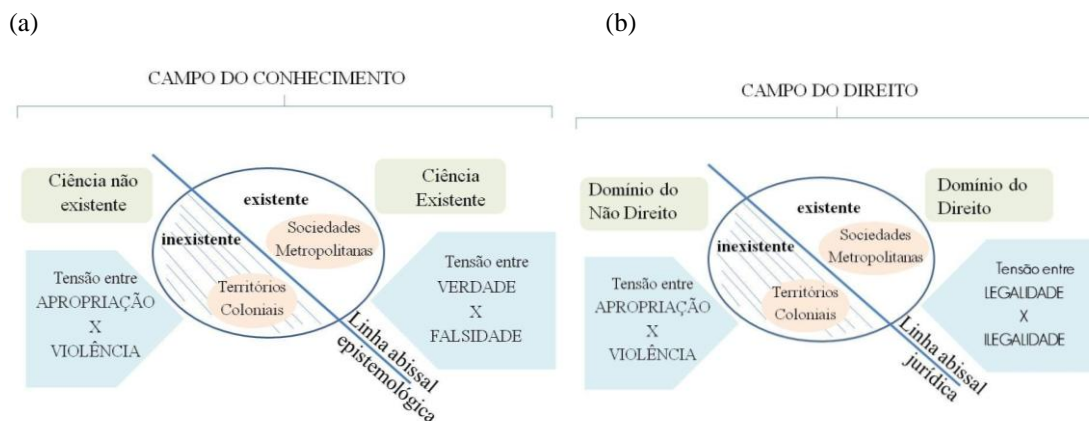 (a)
CAMPO DO CONHECIMENTO
Ciência não
existente
Ciência
Existente
existente
inexistente
Sociedades
Metropolitanas
Territórios
Coloniais
Tensão entre
APROPRIAÇÃO
X
VIOLÊNCIA
Tensão entre
VERDADE
X
FALSIDADE
Linha abissal
epistemológica
(b)
CAMPO DO DIREITO
Domínio do
Não Direito
Domínio do
Direito
existente
inexistente
Sociedades
Metropolitanas
Territórios
Coloniais
Tensão entre
APROPRIAÇÃO
X
VIOLÊNCIA
Tensão entre
LEGALIDADE
X
ILEGALIDADE
Linha abissal
jurídica